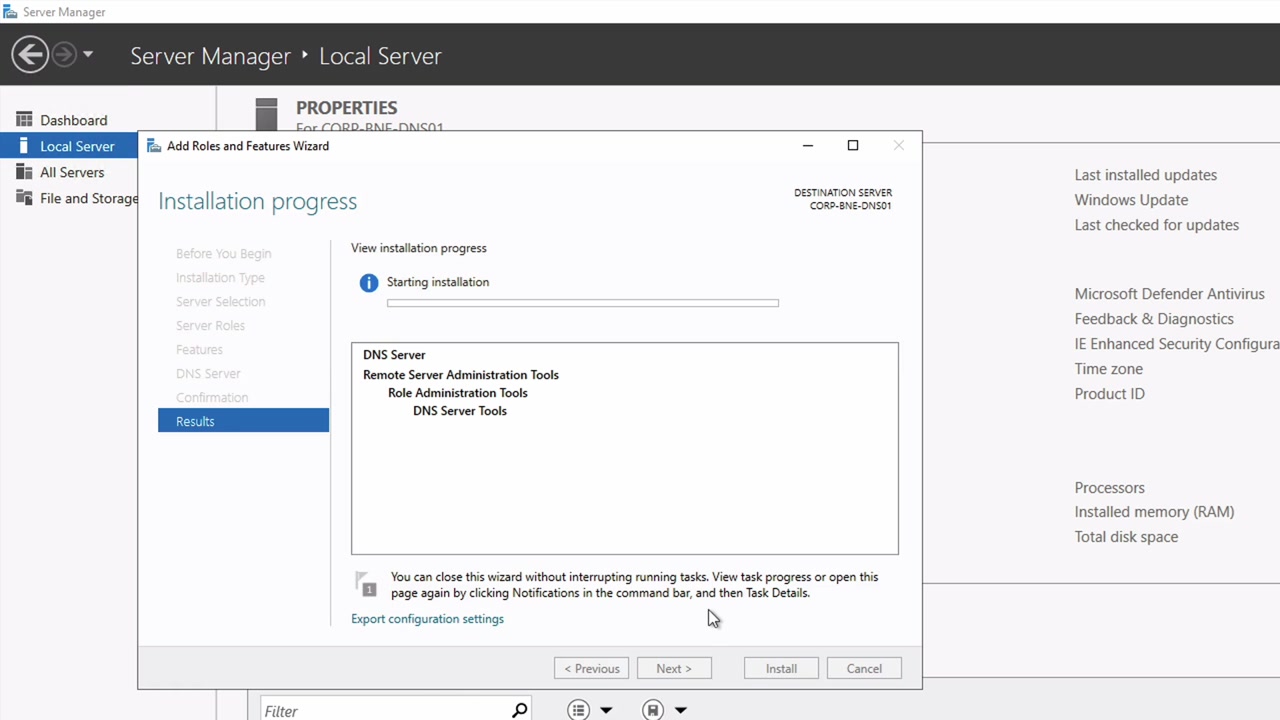 Server Manager
Server Manager ‣ Local Server
Dashboard
Local Server
All Servers
File and Storage
PROPERTIES
For CORP-BNE-DNS01
Last installed updates
Windows Update
Last checked for updates
Microsoft Defender Antivirus
Feedback & Diagnostics
IE Enhanced Security Configura
Time zone
Product ID
Processors
Installed memory (RAM)
Total disk space
Add Roles and Features Wizard
Installation progress
DESTINATION SERVER
CORP-BNE-DNS01
Before You Begin
Installation Type
Server Selection
Server Roles
Features
DNS Server
Confirmation
Results
View installation progress
Starting installation
DNS Server
Remote Server Administration Tools
Role Administration Tools
DNS Server Tools
1
You can close this wizard without interrupting running tasks. View task progress or open this
page again by clicking Notifications in the command bar, and then Task Details.
Export configuration settings
< Previous
Next >
Install
Cancel
Filter